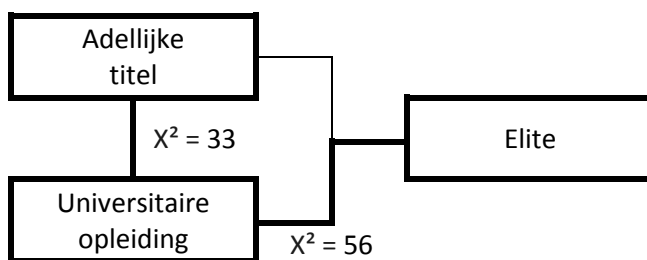 Adellijke
titel
X² = 33
Elite
Universitaire
opleiding
X² = 56